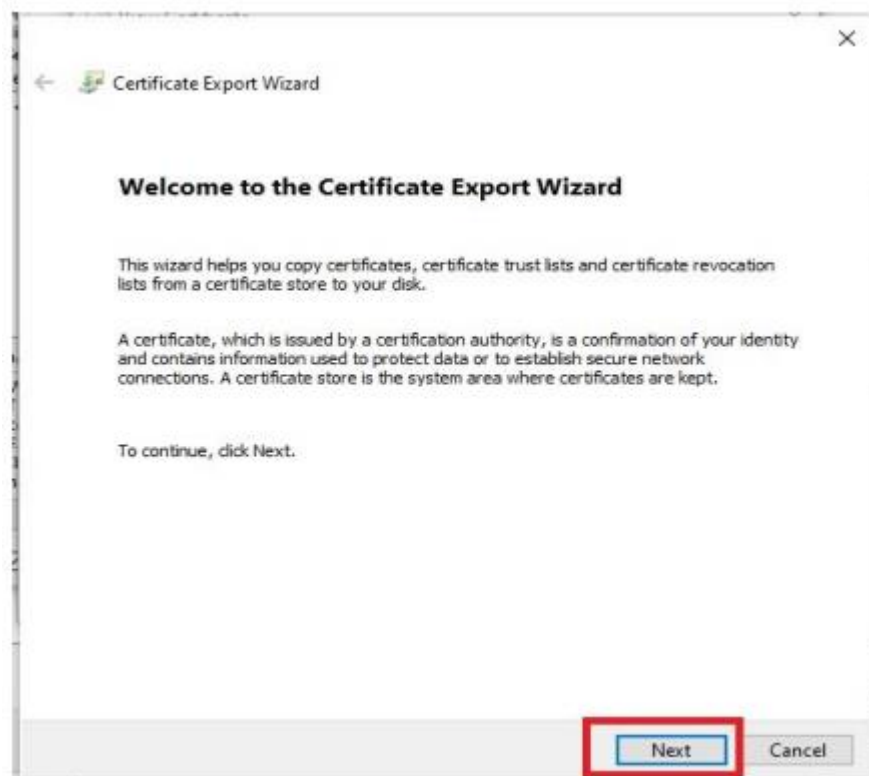 Certificate Export Wizard
Welcome to the Certificate Export Wizard
This wizard helps you copy certificates, certificate trust lists and certificate revocation
lists from a certificate store to your disk.
A certificate, which is issued by a certification authority, is a confirmation of your identity
and contains information used to protect data or to establish secure network
connections. A certificate store is the system area where certificates are kept.
To continue, click Next.
Next Cancel